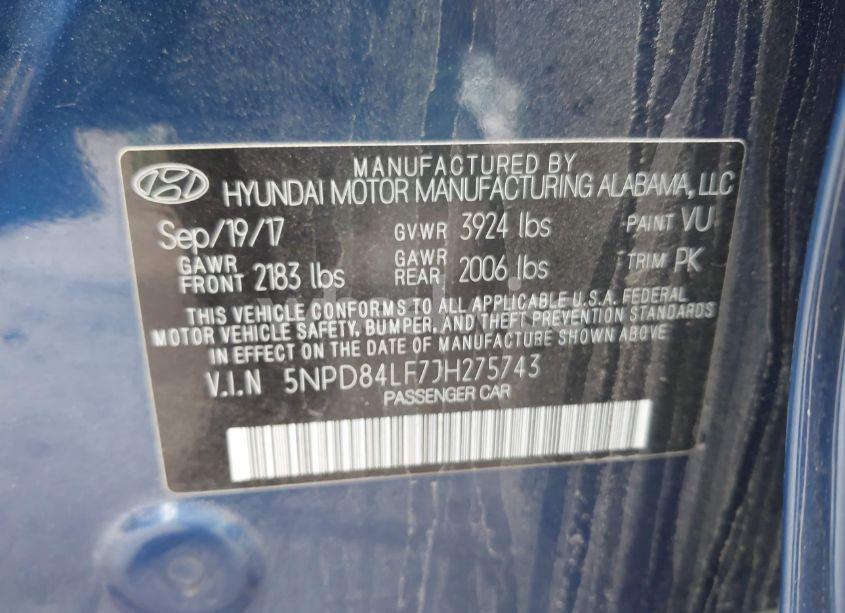 MANUFACTURED BY
HYUNDAI MOTOR MANUFACTURING ALABAMA, LLC
Sep/19/17 GVWR 3924 lbs PAINT VU
GAWR FRONT 2183 lbs GAWR REAR 2006 lbs TRIM PK
THIS VEHICLE CONFORMS TO ALL APPLICABLE U.S.A. FEDERAL
MOTOR VEHICLE SAFETY, BUMPER, AND THEFT PREVENTION STANDARDS
IN EFFECT ON THE DATE OF MANUFACTURE SHOWN ABOVE
V.I.N 5NPD84LF7JH275743
PASSENGER CAR